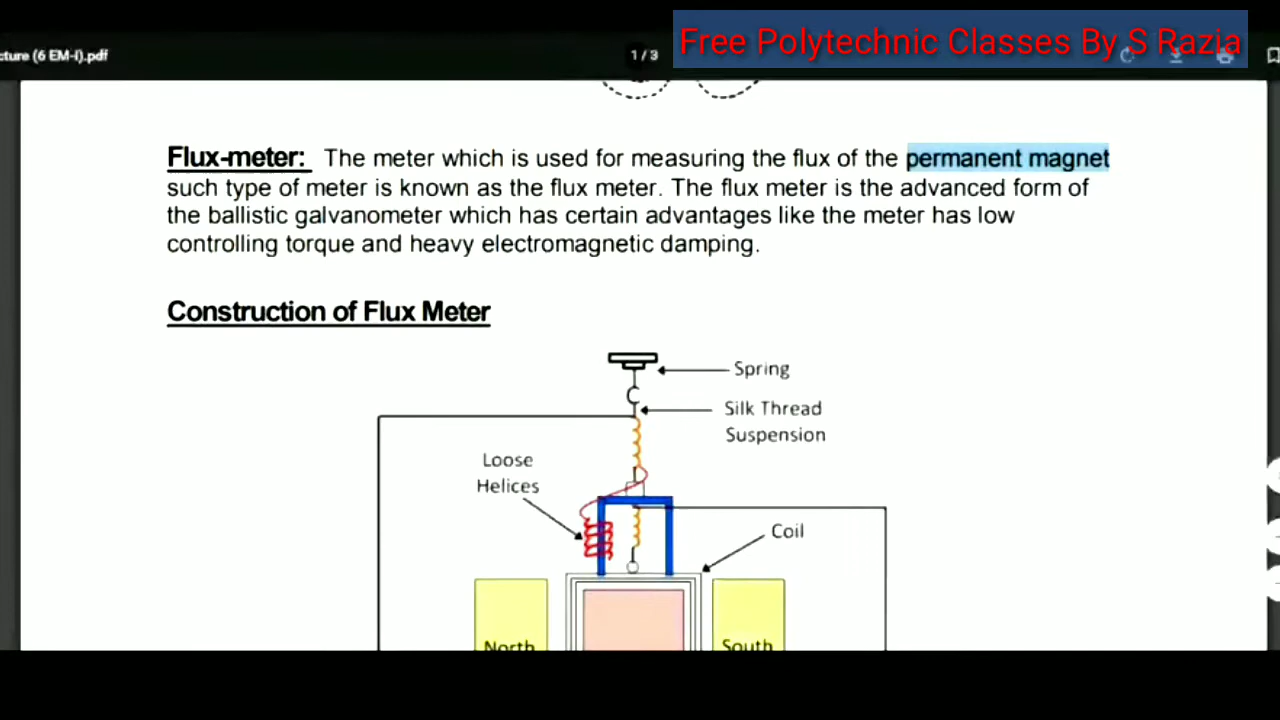 Free Polytechnic Classes By S Razia
cture (6 EM-I).pdf
1 / 3
Flux-meter: The meter which is used for measuring the flux of the permanent magnet
such type of meter is known as the flux meter. The flux meter is the advanced form of
the ballistic galvanometer which has certain advantages like the meter has low
controlling torque and heavy electromagnetic damping.
Construction of Flux Meter
Spring
Silk Thread
Suspension
Loose
Helices
Coil
North
South